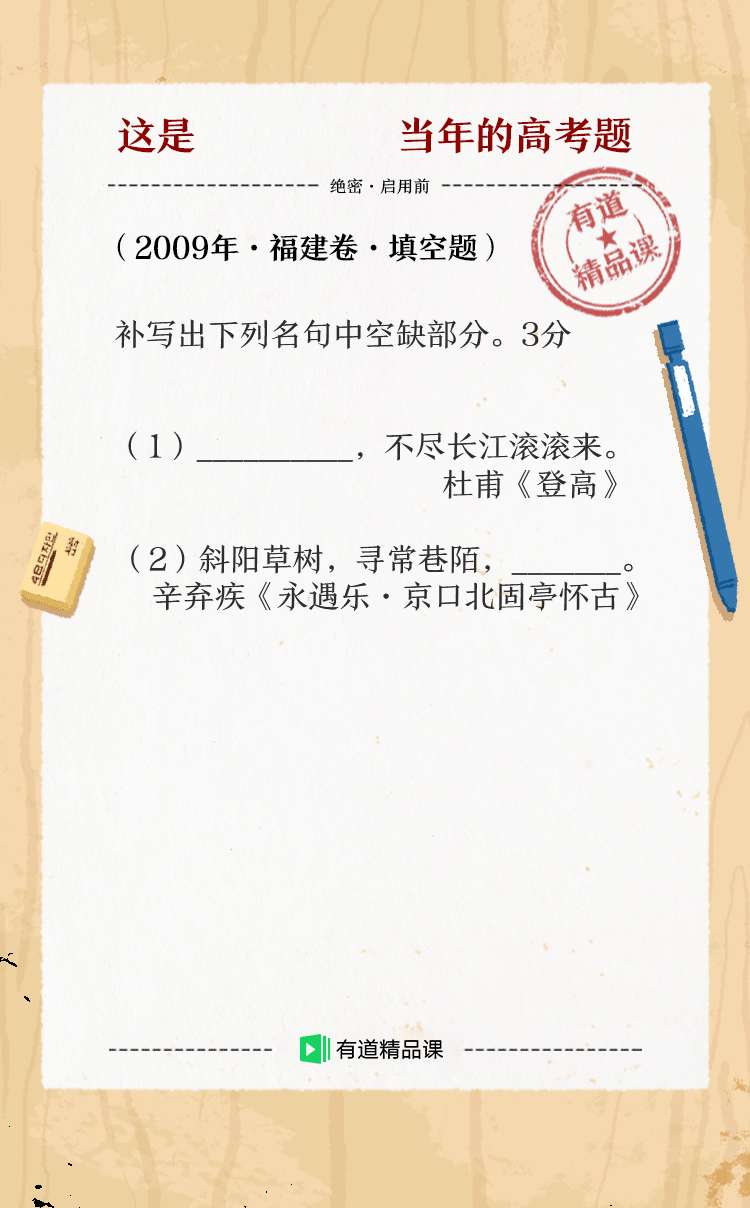 这是 当年的高考题
绝密·启用前
有道
精品课
（2009年·福建卷·填空题）
补写出下列名句中空缺部分。3分
（1）__________，不尽长江滚滚来。
杜甫《登高》
（2）斜阳草树，寻常巷陌，_______。
辛弃疾《永遇乐·京口北固亭怀古》
有道精品课